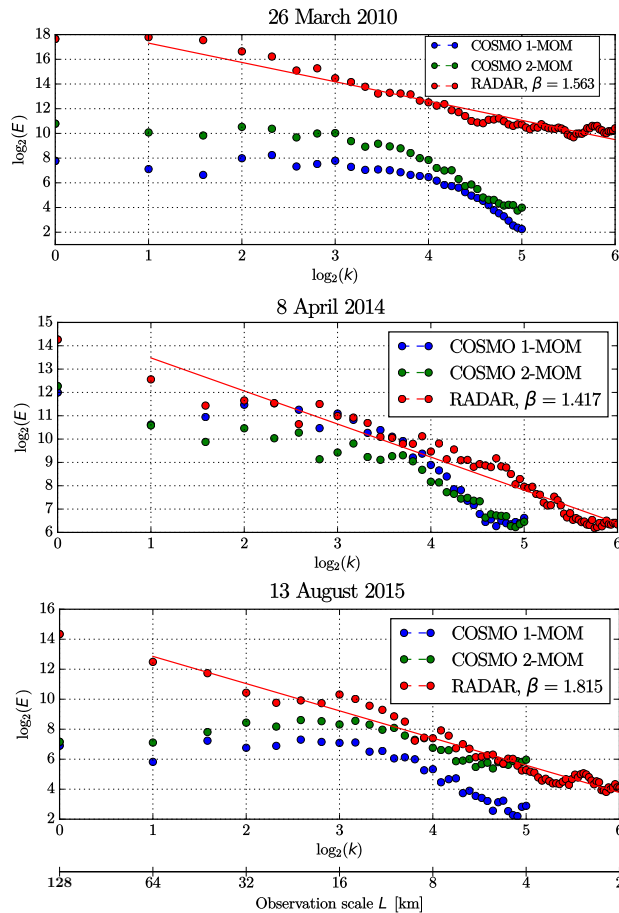 26 March 2010
18
16
14
12
10
8
6
4
2
log₂(E)
COSMO 1-MOM
COSMO 2-MOM
RADAR, β = 1.563
0 1 2 3 4 5 6
log₂(k)
8 April 2014
15
14
13
12
11
10
9
8
7
6
log₂(E)
COSMO 1-MOM
COSMO 2-MOM
RADAR, β = 1.417
0 1 2 3 4 5 6
log₂(k)
13 August 2015
16
14
12
10
8
6
4
2
log₂(E)
COSMO 1-MOM
COSMO 2-MOM
RADAR, β = 1.815
0 1 2 3 4 5 6
log₂(k)
128 64 32 16 8 4 2
Observation scale L [km]